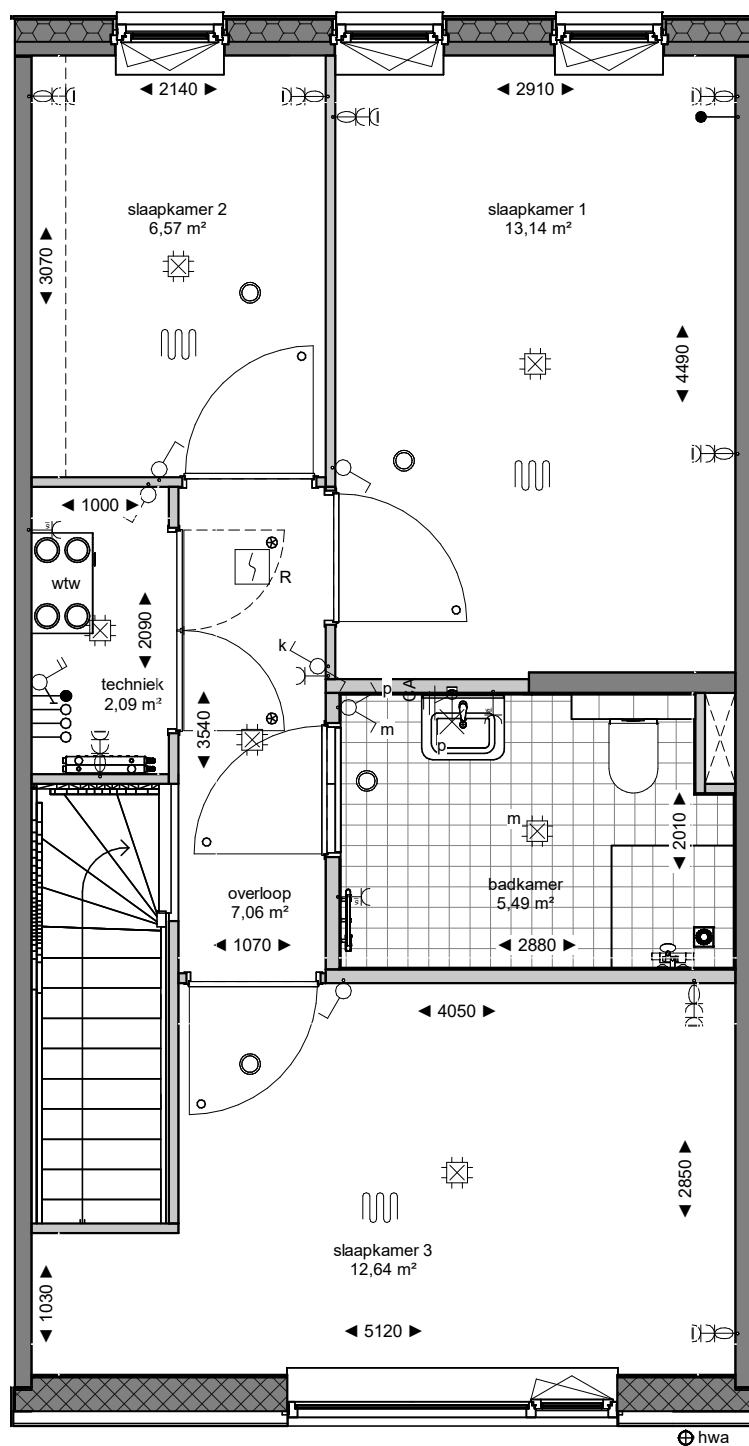 2140
2910
slaapkamer 2
6,57 m²
slaapkamer 1
13,14 m²
3070
4490
1000
wtw
R
2090
k
techniek
2,09 m²
p
CA
m
3540
p
m
2010
badkamer
5,49 m²
overloop
7,06 m²
1070
2880
4050
2850
slaapkamer 3
12,64 m²
1030
5120
hwa